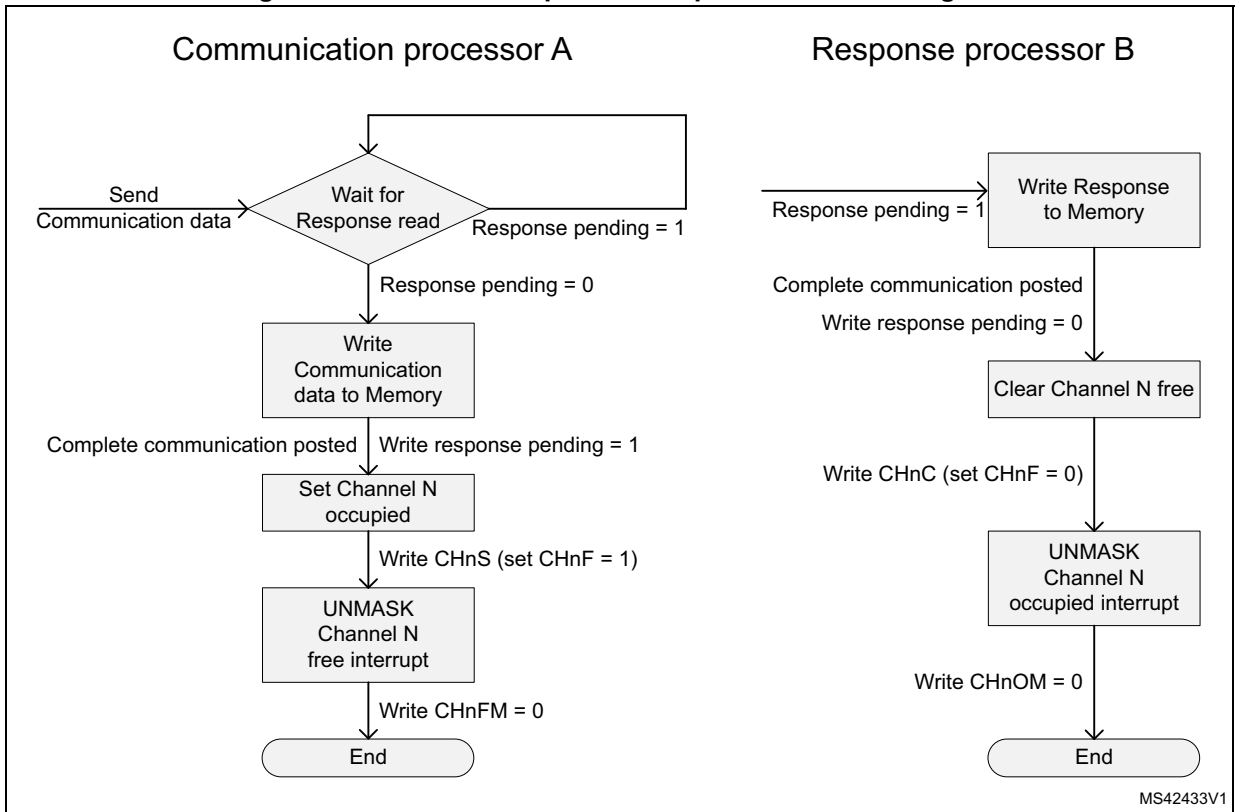 Communication processor A
Response processor B
Send
Communication data
Wait for
Response read
Response pending = 1
Response pending = 0
Write
Communication
data to Memory
Complete communication posted
Write response pending = 1
Set Channel N
occupied
Write CHnS (set CHnF = 1)
UNMASK
Channel N
free interrupt
Write CHnFM = 0
End
Response pending = 1
Write Response
to Memory
Complete communication posted
Write response pending = 0
Clear Channel N free
Write CHnC (set CHnF = 0)
UNMASK
Channel N
occupied interrupt
Write CHnOM = 0
End
MS42433V1